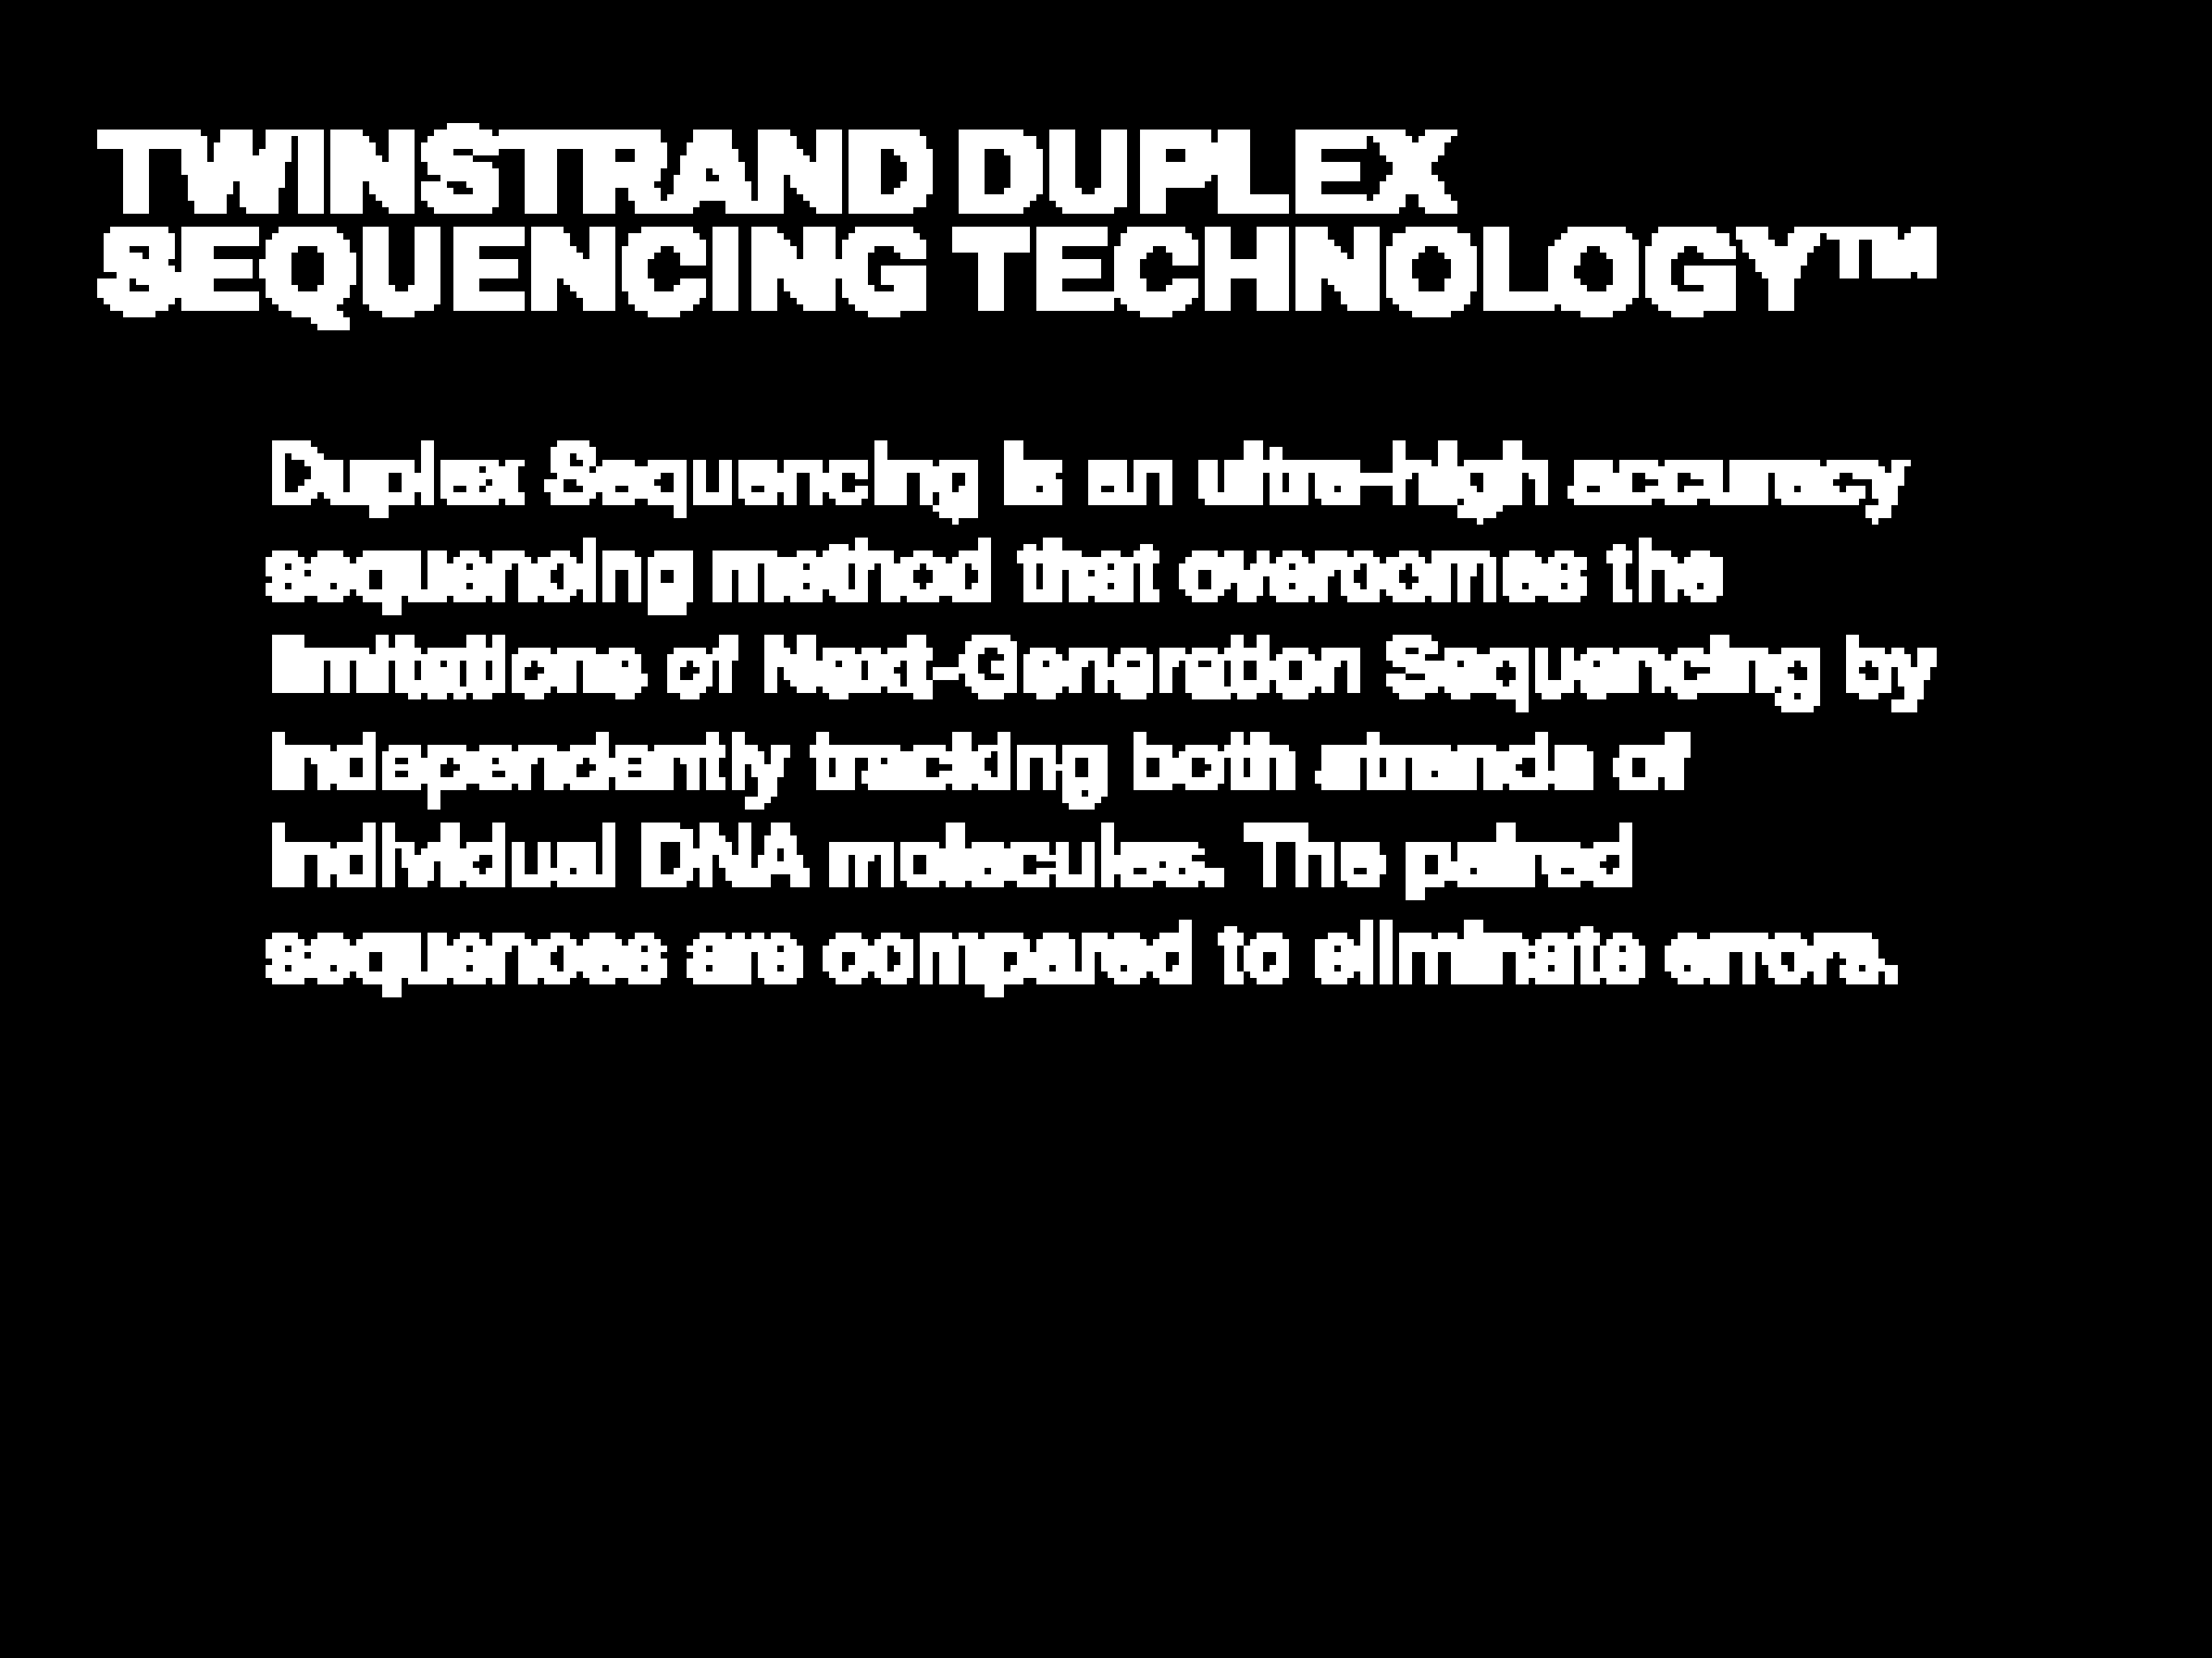 TWINSTRAND DUPLEX
SEQUENCING TECHNOLOGY™
Duplex Sequencing is an ultra-high accuracy
sequencing method that overcomes the
limitations of Next-Generation Sequencing by
independently tracking both strands of
individual DNA molecules. The paired
sequences are compared to eliminate errors.